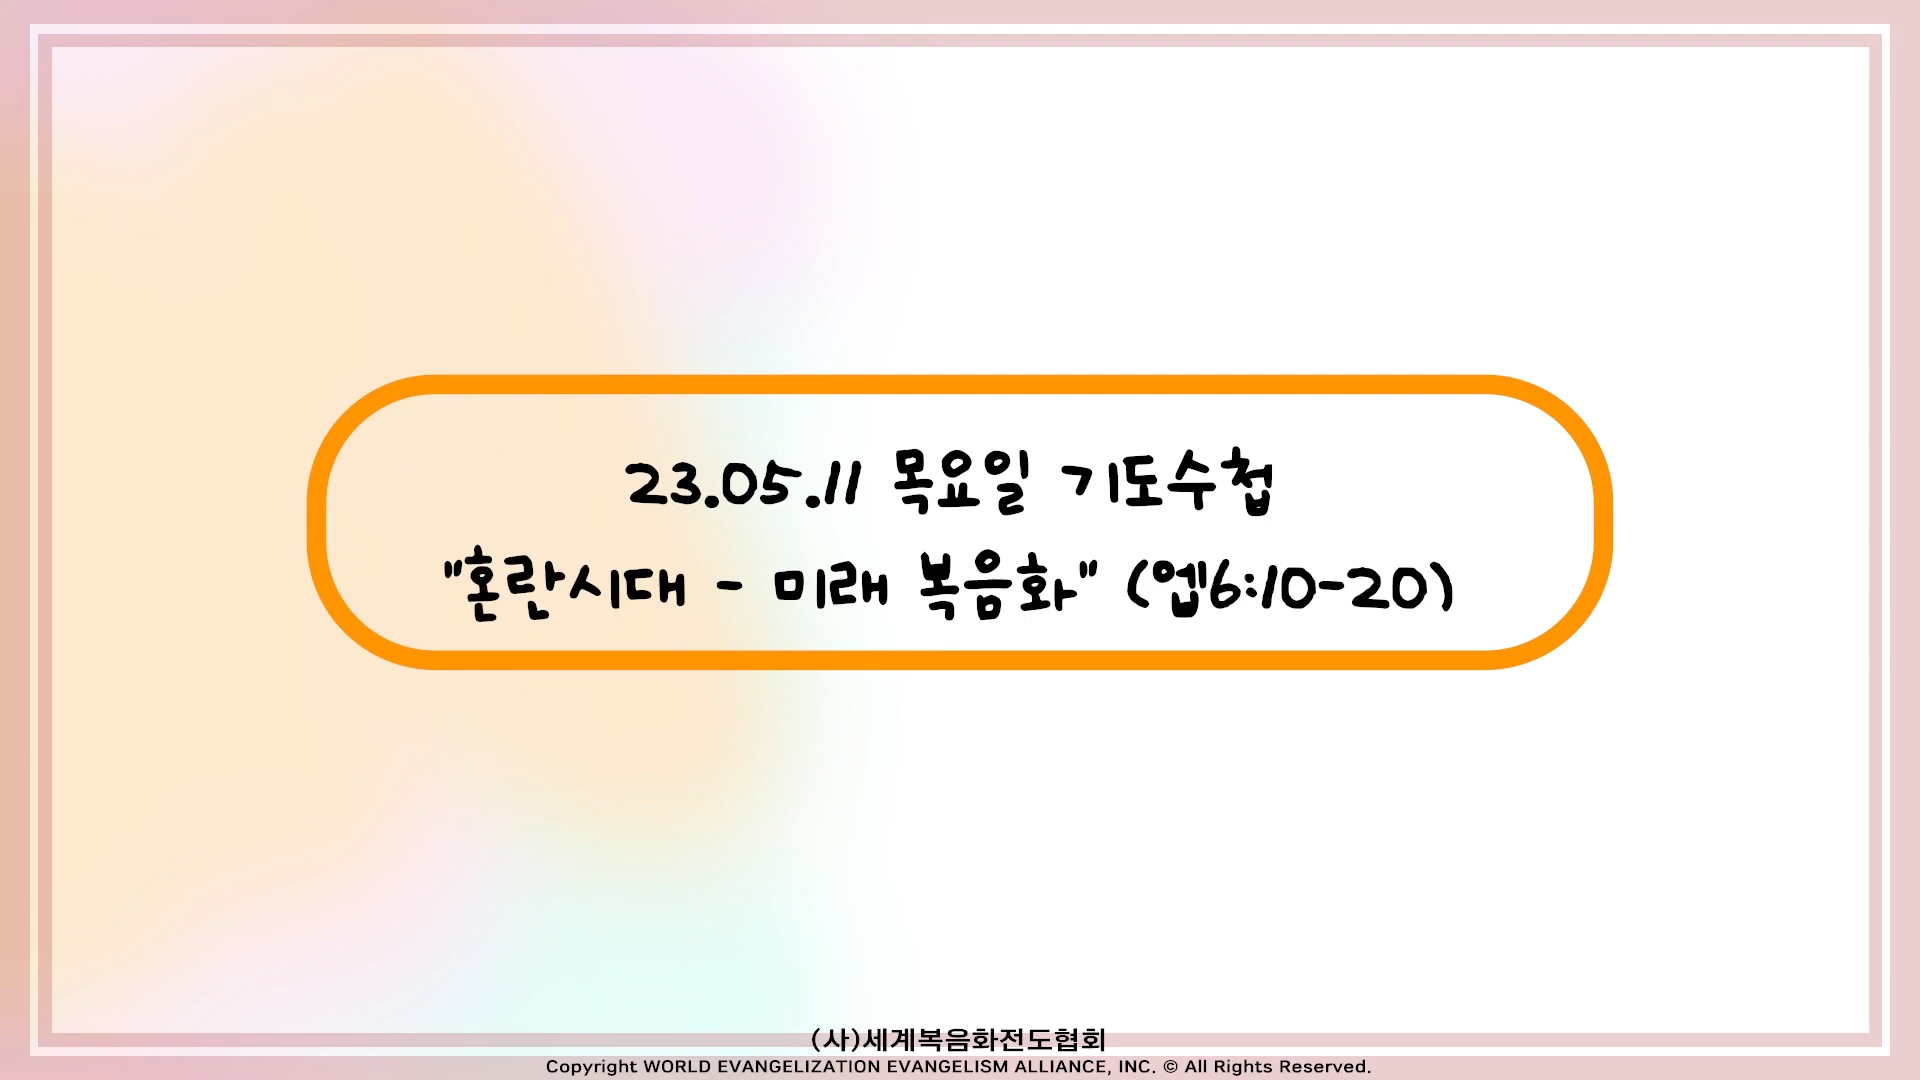 23.05.11 목요일 기도수첩
"혼란시대 - 미래 복음화" (엡6:10-20)
(사)세계복음화전도협회
Copyright WORLD EVANGELIZATION EVANGELISM ALLIANCE, INC. © All Rights Reserved.